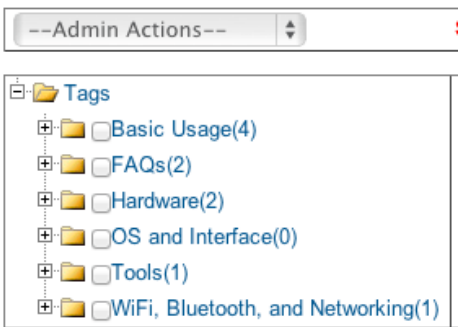 --Admin Actions--
Tags
Basic Usage(4)
FAQs(2)
Hardware(2)
OS and Interface(0)
Tools(1)
WiFi, Bluetooth, and Networking(1)